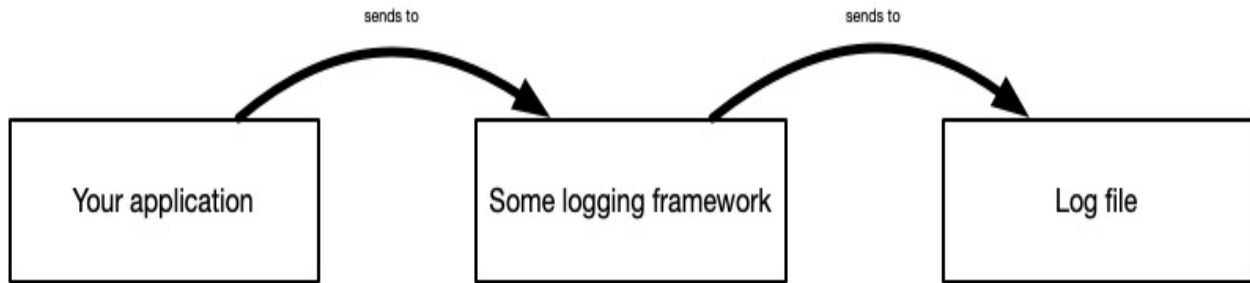 sends to
sends to
Your application
Some logging framework
Log file